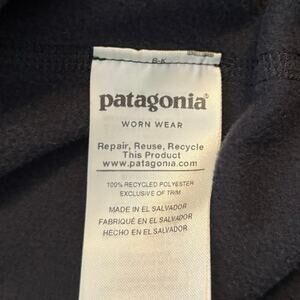 patagonia®
WORN WEAR
Repair, Reuse, Recycle
This Product
www.patagonia.com
100% RECYCLED POLYESTER
EXCLUSIVE OF TRIM
MADE IN EL SALVADOR
FABRIQUÉ EN EL SALVADOR
HECHO EN EL SALVADOR